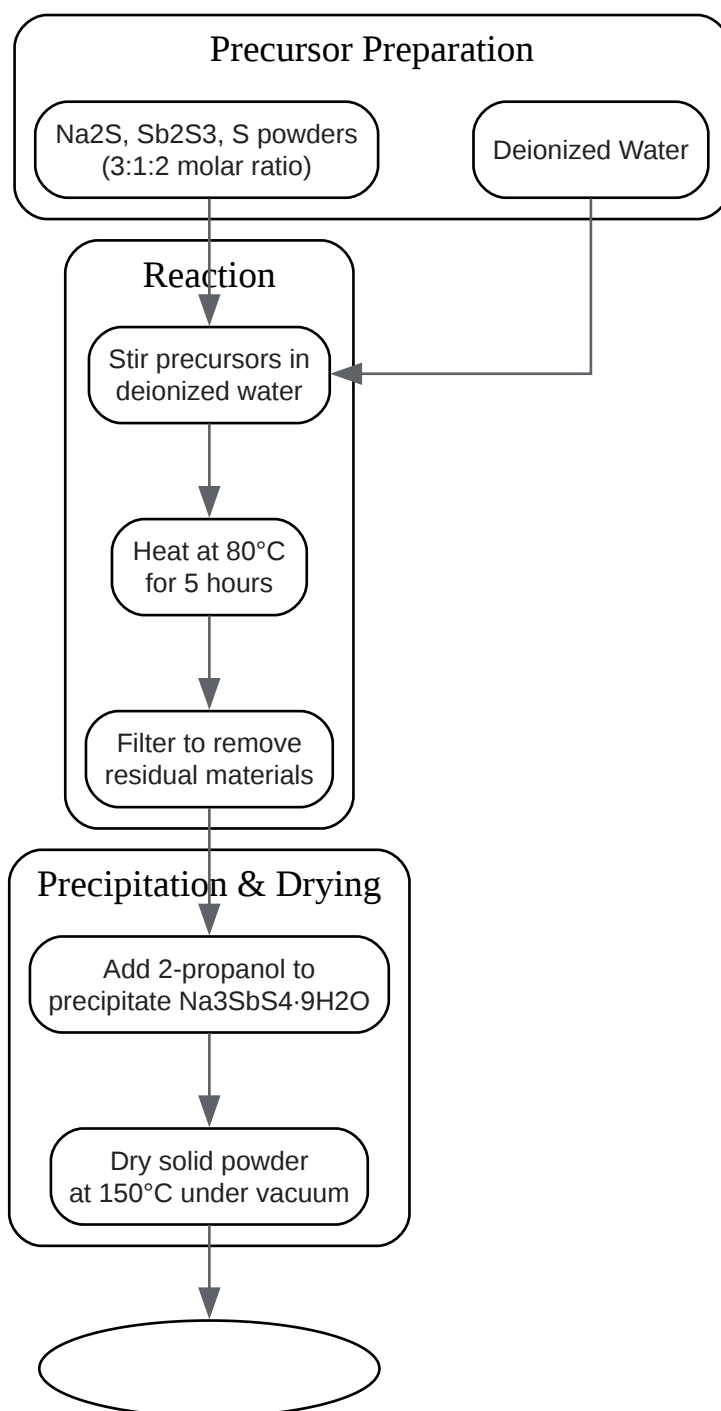 Precursor Preparation
Na2S, Sb2S3, S powders
(3:1:2 molar ratio)
Deionized Water
Reaction
Stir precursors in
deionized water
Heat at 80°C
for 5 hours
Filter to remove
residual materials
Precipitation & Drying
Add 2-propanol to
precipitate Na3SbS4·9H2O
Dry solid powder
at 150°C under vacuum